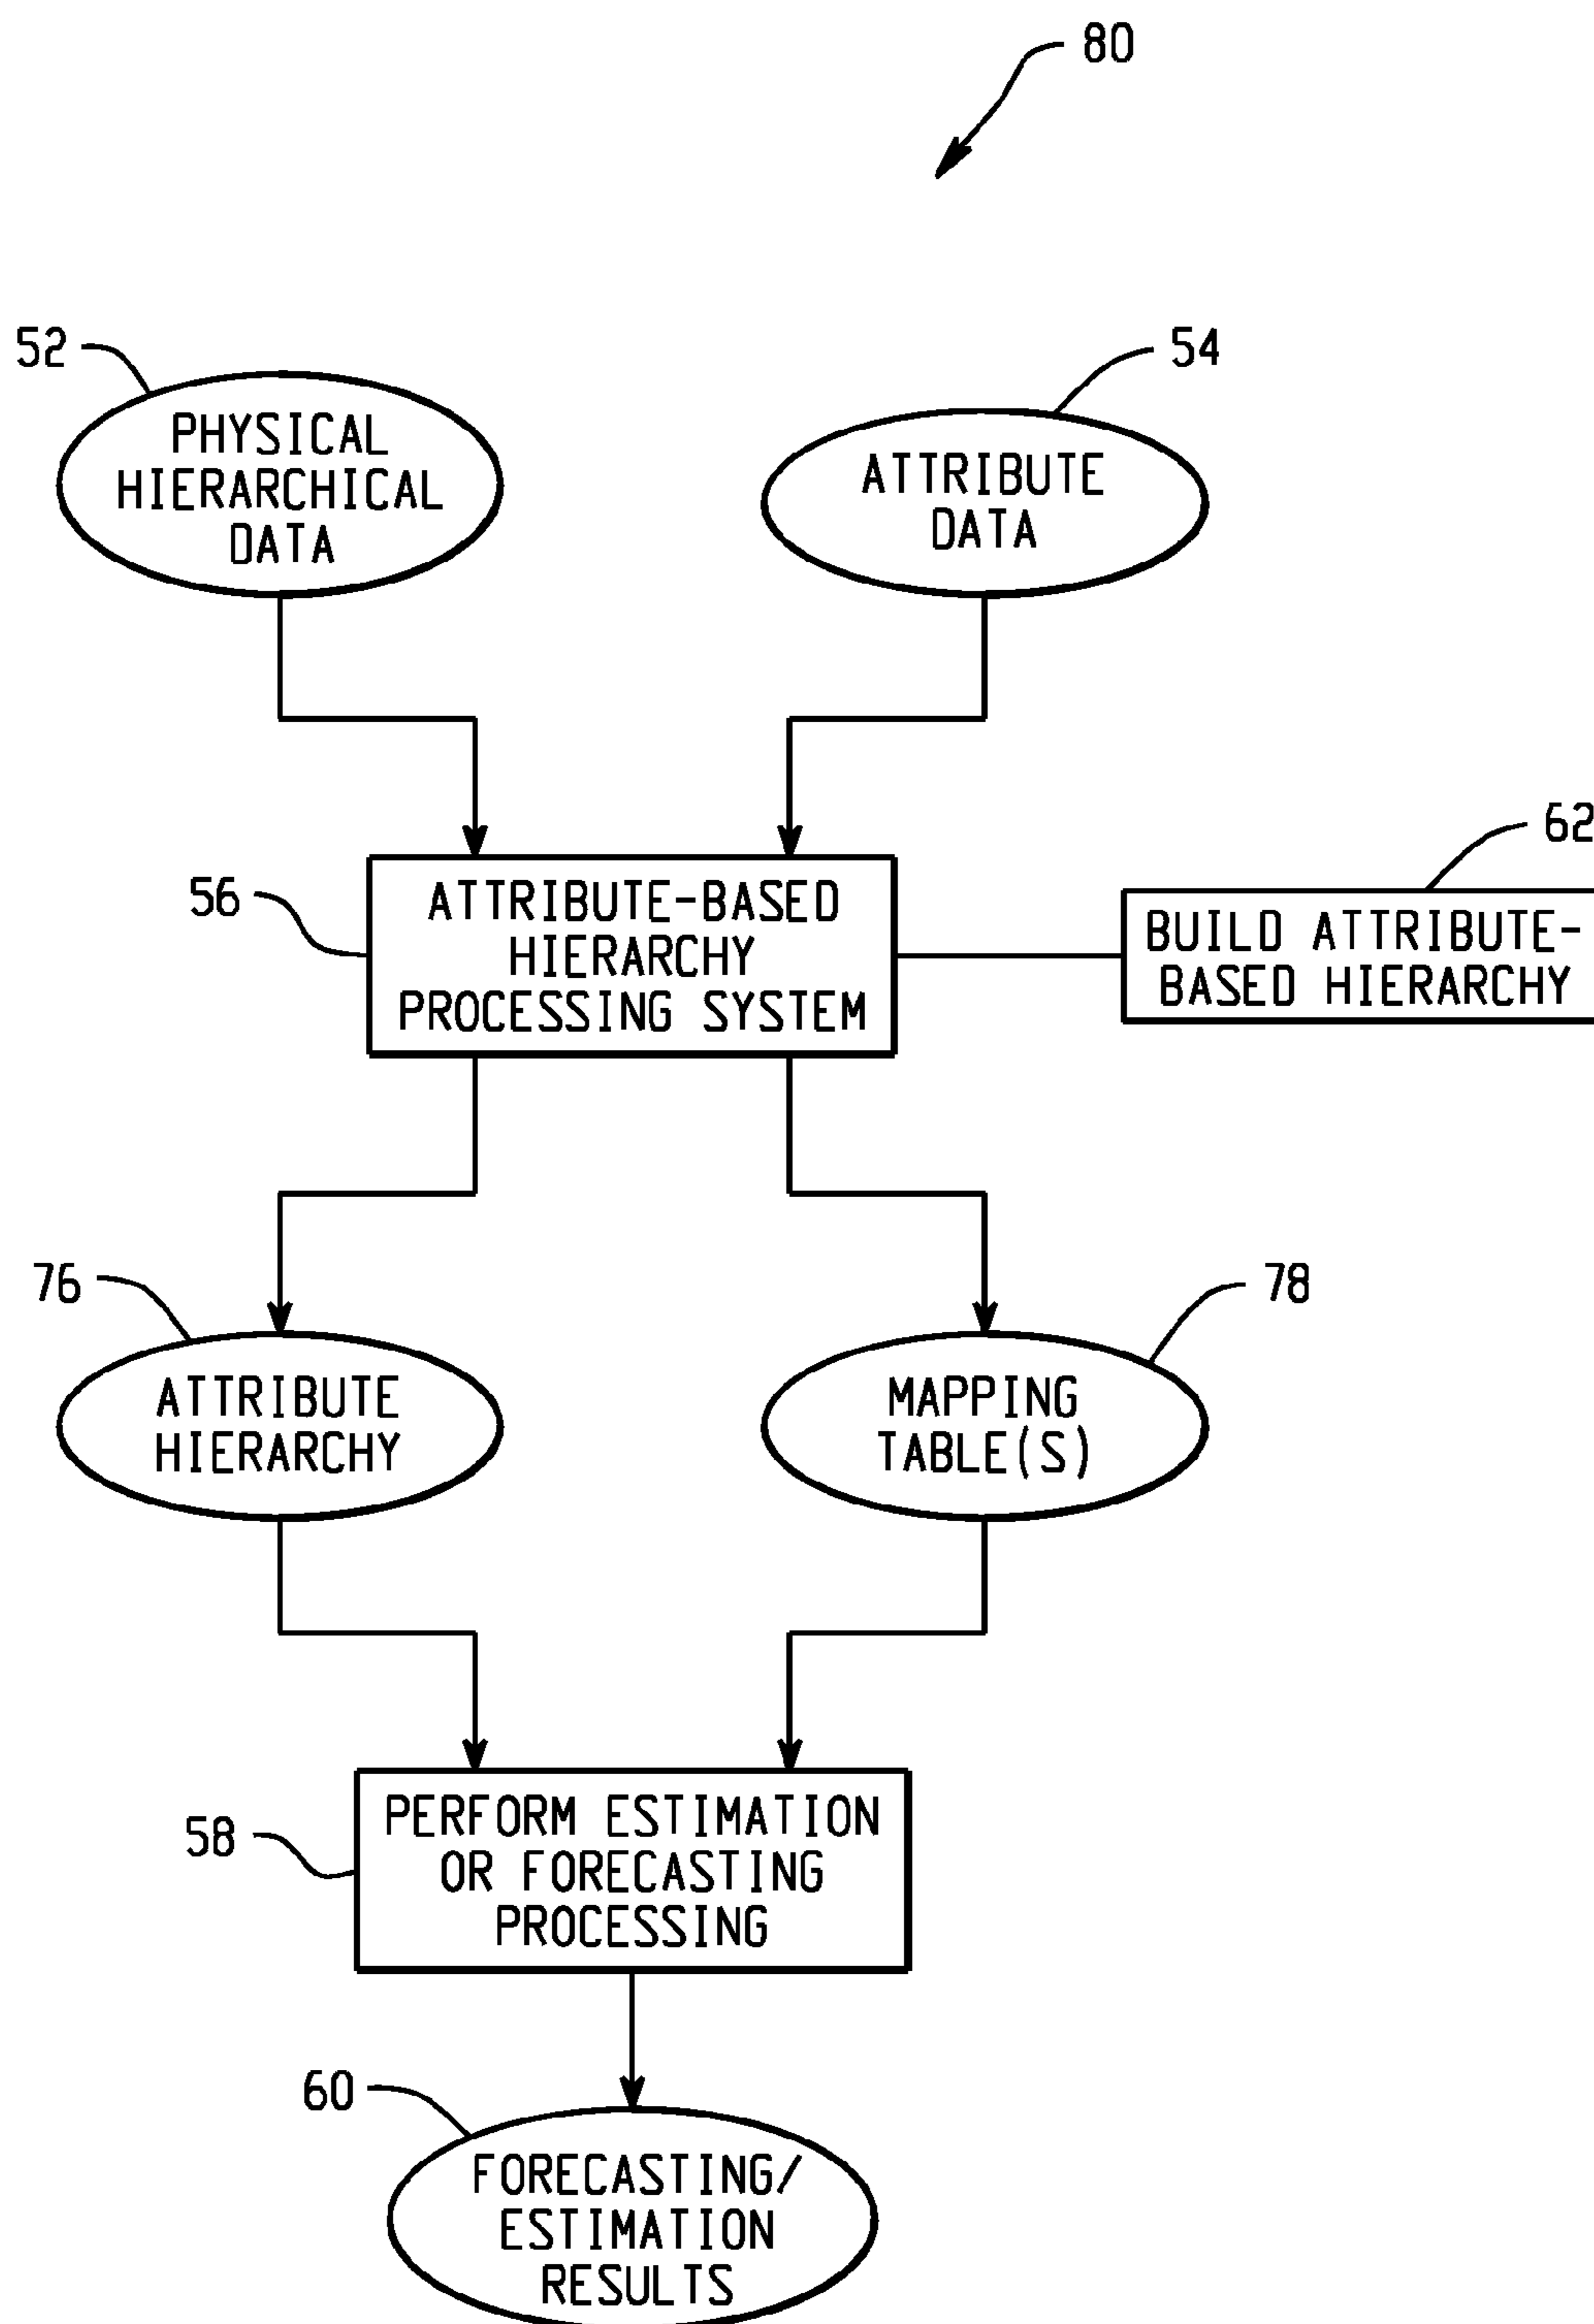 80
52
54
PHYSICAL
HIERARCHICAL
DATA
ATTRIBUTE
DATA
62
56
ATTRIBUTE-BASED
HIERARCHY
PROCESSING SYSTEM
BUILD ATTRIBUTE-
BASED HIERARCHY
76
78
ATTRIBUTE
HIERARCHY
MAPPING
TABLE(S)
58
PERFORM ESTIMATION
OR FORECASTING
PROCESSING
60
FORECASTING/
ESTIMATION
RESULTS